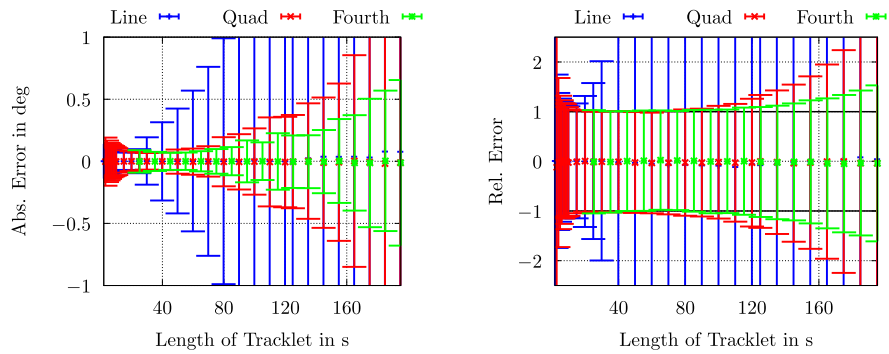 Line Quad Fourth
1
0.5
0
−0.5
−1
40 80 120 160
Abs. Error in deg
Length of Tracklet in s
Line Quad Fourth
2
1
0
−1
−2
40 80 120 160
Rel. Error
Length of Tracklet in s